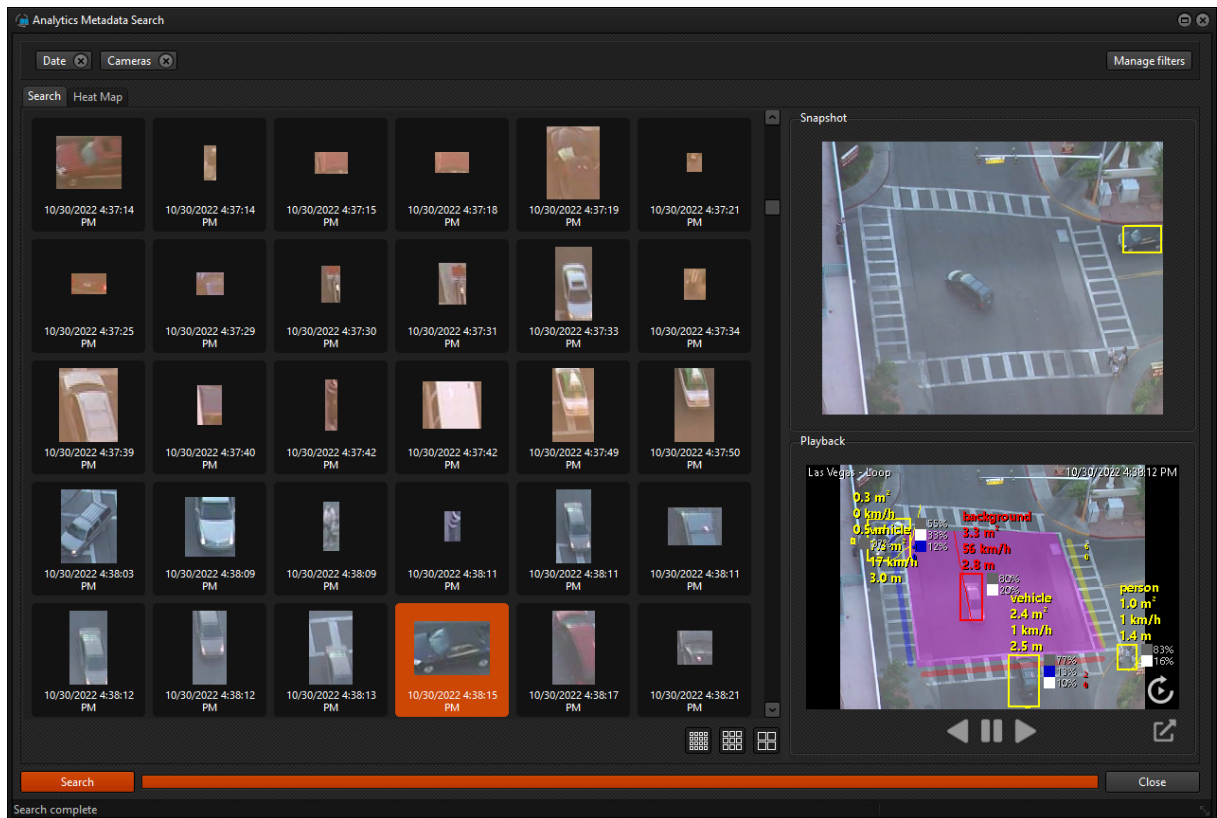 Analytics Metadata Search
Date
Cameras
Manage filters
Search
Heat Map
10/30/2022 4:37:14 PM
10/30/2022 4:37:14 PM
10/30/2022 4:37:15 PM
10/30/2022 4:37:18 PM
10/30/2022 4:37:19 PM
10/30/2022 4:37:21 PM
10/30/2022 4:37:25 PM
10/30/2022 4:37:29 PM
10/30/2022 4:37:30 PM
10/30/2022 4:37:31 PM
10/30/2022 4:37:33 PM
10/30/2022 4:37:34 PM
10/30/2022 4:37:39 PM
10/30/2022 4:37:40 PM
10/30/2022 4:37:42 PM
10/30/2022 4:37:42 PM
10/30/2022 4:37:49 PM
10/30/2022 4:37:50 PM
10/30/2022 4:38:03 PM
10/30/2022 4:38:09 PM
10/30/2022 4:38:09 PM
10/30/2022 4:38:11 PM
10/30/2022 4:38:11 PM
10/30/2022 4:38:11 PM
10/30/2022 4:38:12 PM
10/30/2022 4:38:12 PM
10/30/2022 4:38:13 PM
10/30/2022 4:38:15 PM
10/30/2022 4:38:17 PM
10/30/2022 4:38:21 PM
Snapshot
Playback
Las Vegas - Loop
10/30/2022 4:38:12 PM
0.3 m²
0 km/h
vehicle
17 km/h
3.0 m
55%
33%
12%
background
3.3 m²
56 km/h
2.8 m
80%
20%
vehicle
2.4 m²
1 km/h
2.5 m
77%
13%
10%
person
1.0 m²
1 km/h
1.4 m
83%
16%
Search
Close
Search complete